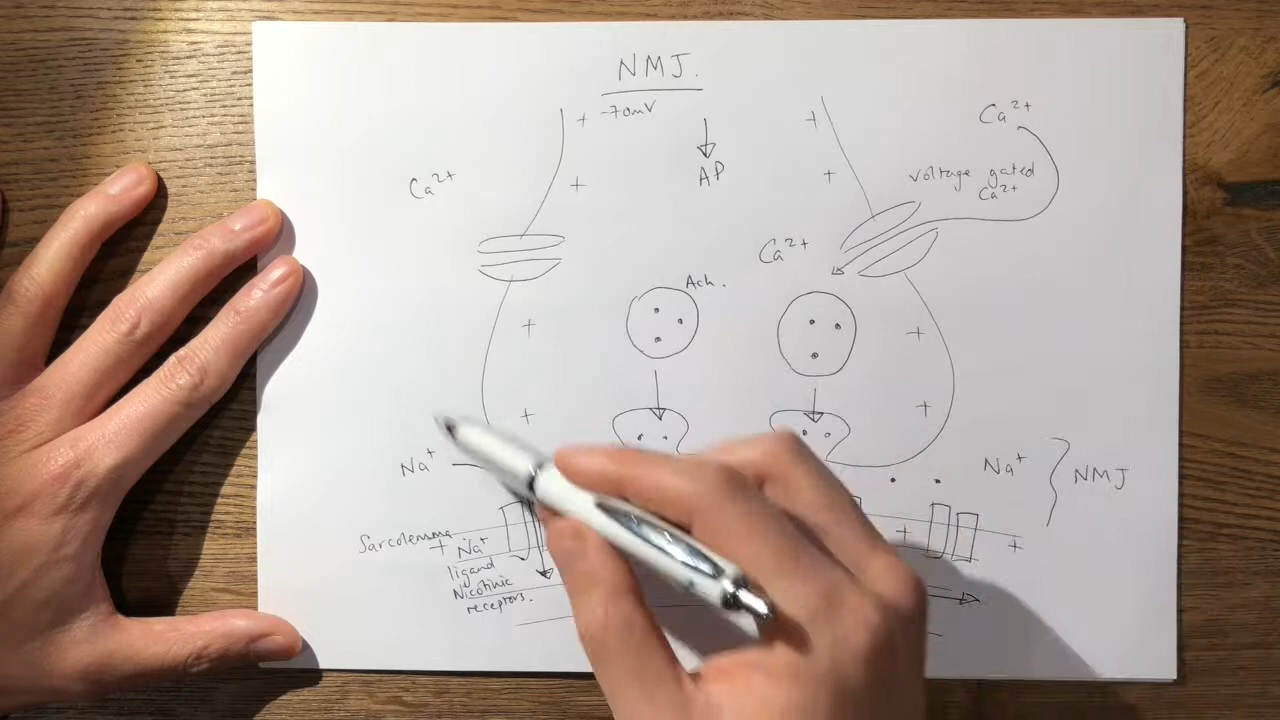 NMJ.
+ -70mV
+
Ca²⁺
AP
+
+
voltage gated
Ca²⁺
Ca²⁺
+
Ca²⁺
Ach.
+
+
+
+
Na⁺
Na⁺
NMJ
Sarcolemma
+ Na⁺
ligand
Nicotinic
receptors.
+
+